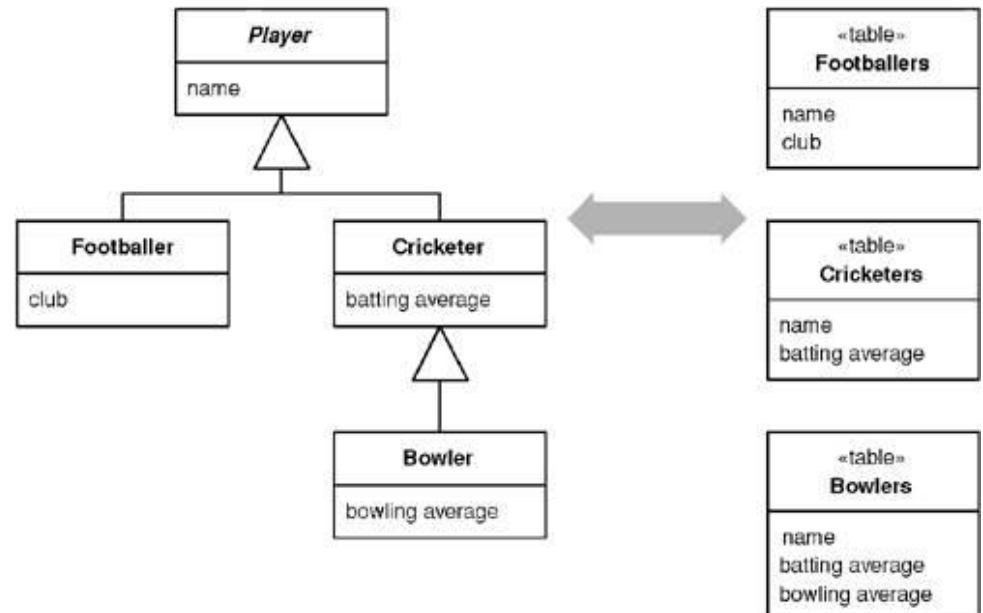 Player
name
Footballer
club
Cricketer
batting average
Bowler
bowling average
«table»
Footballers
name
club
«table»
Cricketers
name
batting average
«table»
Bowlers
name
batting average
bowling average